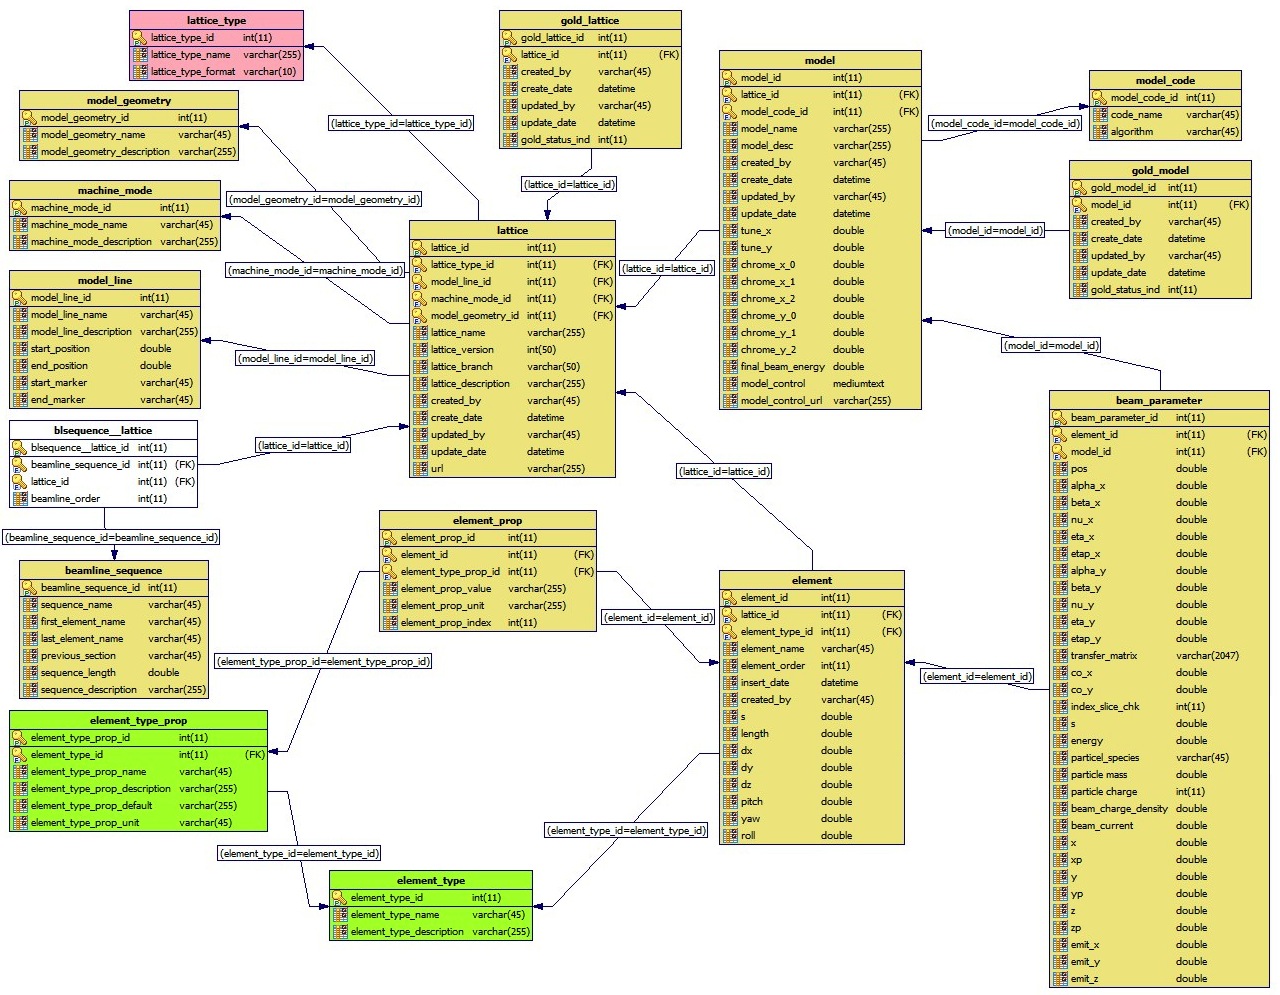 lattice_type
lattice_type_id int(11)
lattice_type_name varchar(255)
lattice_type_format varchar(10)
gold_lattice
gold_lattice_id int(11)
lattice_id int(11) (FK)
created_by varchar(45)
create_date datetime
updated_by varchar(45)
update_date datetime
gold_status_ind int(11)
model
model_id int(11)
lattice_id int(11) (FK)
model_code_id int(11) (FK)
model_name varchar(255)
model_desc varchar(255)
created_by varchar(45)
create_date datetime
updated_by varchar(45)
update_date datetime
tune_x double
tune_y double
chrome_x_0 double
chrome_x_1 double
chrome_x_2 double
chrome_y_0 double
chrome_y_1 double
chrome_y_2 double
final_beam_energy double
model_control mediumtext
model_control_url varchar(255)
model_code
model_code_id int(11)
code_name varchar(45)
algorithm varchar(45)
model_geometry
model_geometry_id int(11)
model_geometry_name varchar(45)
model_geometry_description varchar(255)
(lattice_type_id=lattice_type_id)
(model_code_id=model_code_id)
gold_model
gold_model_id int(11)
model_id int(11) (FK)
created_by varchar(45)
create_date datetime
updated_by varchar(45)
update_date datetime
gold_status_ind int(11)
machine_mode
machine_mode_id int(11)
machine_mode_name varchar(45)
machine_mode_description varchar(255)
(model_geometry_id=model_geometry_id)
(lattice_id=lattice_id)
(model_id=model_id)
lattice
lattice_id int(11)
lattice_type_id int(11) (FK)
model_line_id int(11) (FK)
machine_mode_id int(11) (FK)
model_geometry_id int(11) (FK)
lattice_name varchar(255)
lattice_version int(50)
lattice_branch varchar(50)
lattice_description varchar(255)
created_by varchar(45)
create_date datetime
updated_by varchar(45)
update_date datetime
url varchar(255)
(machine_mode_id=machine_mode_id)
(lattice_id=lattice_id)
model_line
model_line_id int(11)
model_line_name varchar(45)
model_line_description varchar(255)
start_position double
end_position double
start_marker varchar(45)
end_marker varchar(45)
(model_line_id=model_line_id)
(model_id=model_id)
blsequence__lattice
blsequence__lattice_id int(11)
beamline_sequence_id int(11) (FK)
lattice_id int(11) (FK)
beamline_order int(11)
(lattice_id=lattice_id)
(lattice_id=lattice_id)
beam_parameter
beam_parameter_id int(11)
element_id int(11) (FK)
model_id int(11) (FK)
pos double
alpha_x double
beta_x double
nu_x double
eta_x double
etap_x double
alpha_y double
beta_y double
nu_y double
eta_y double
etap_y double
transfer_matrix varchar(2047)
co_x double
co_y double
index_slice_chk int(11)
s double
energy double
particel_species varchar(45)
particle mass double
particle charge int(11)
beam_charge_density double
beam_current double
x double
xp double
y double
yp double
z double
zp double
emit_x double
emit_y double
emit_z double
(beamline_sequence_id=beamline_sequence_id)
beamline_sequence
beamline_sequence_id int(11)
sequence_name varchar(45)
first_element_name varchar(45)
last_element_name varchar(45)
previous_section varchar(45)
sequence_length double
sequence_description varchar(255)
element_prop
element_prop_id int(11)
element_id int(11) (FK)
element_type_prop_id int(11) (FK)
element_prop_value varchar(255)
element_prop_unit varchar(255)
element_prop_index int(11)
(element_id=element_id)
element
element_id int(11)
lattice_id int(11) (FK)
element_type_id int(11) (FK)
element_name varchar(45)
element_order int(11)
insert_date datetime
created_by varchar(45)
s double
length double
dx double
dy double
dz double
pitch double
yaw double
roll double
(element_type_prop_id=element_type_prop_id)
(element_id=element_id)
element_type_prop
element_type_prop_id int(11)
element_type_id int(11) (FK)
element_type_prop_name varchar(45)
element_type_prop_description varchar(255)
element_type_prop_default varchar(255)
element_type_prop_unit varchar(45)
(element_type_id=element_type_id)
(element_type_id=element_type_id)
element_type
element_type_id int(11)
element_type_name varchar(45)
element_type_description varchar(255)